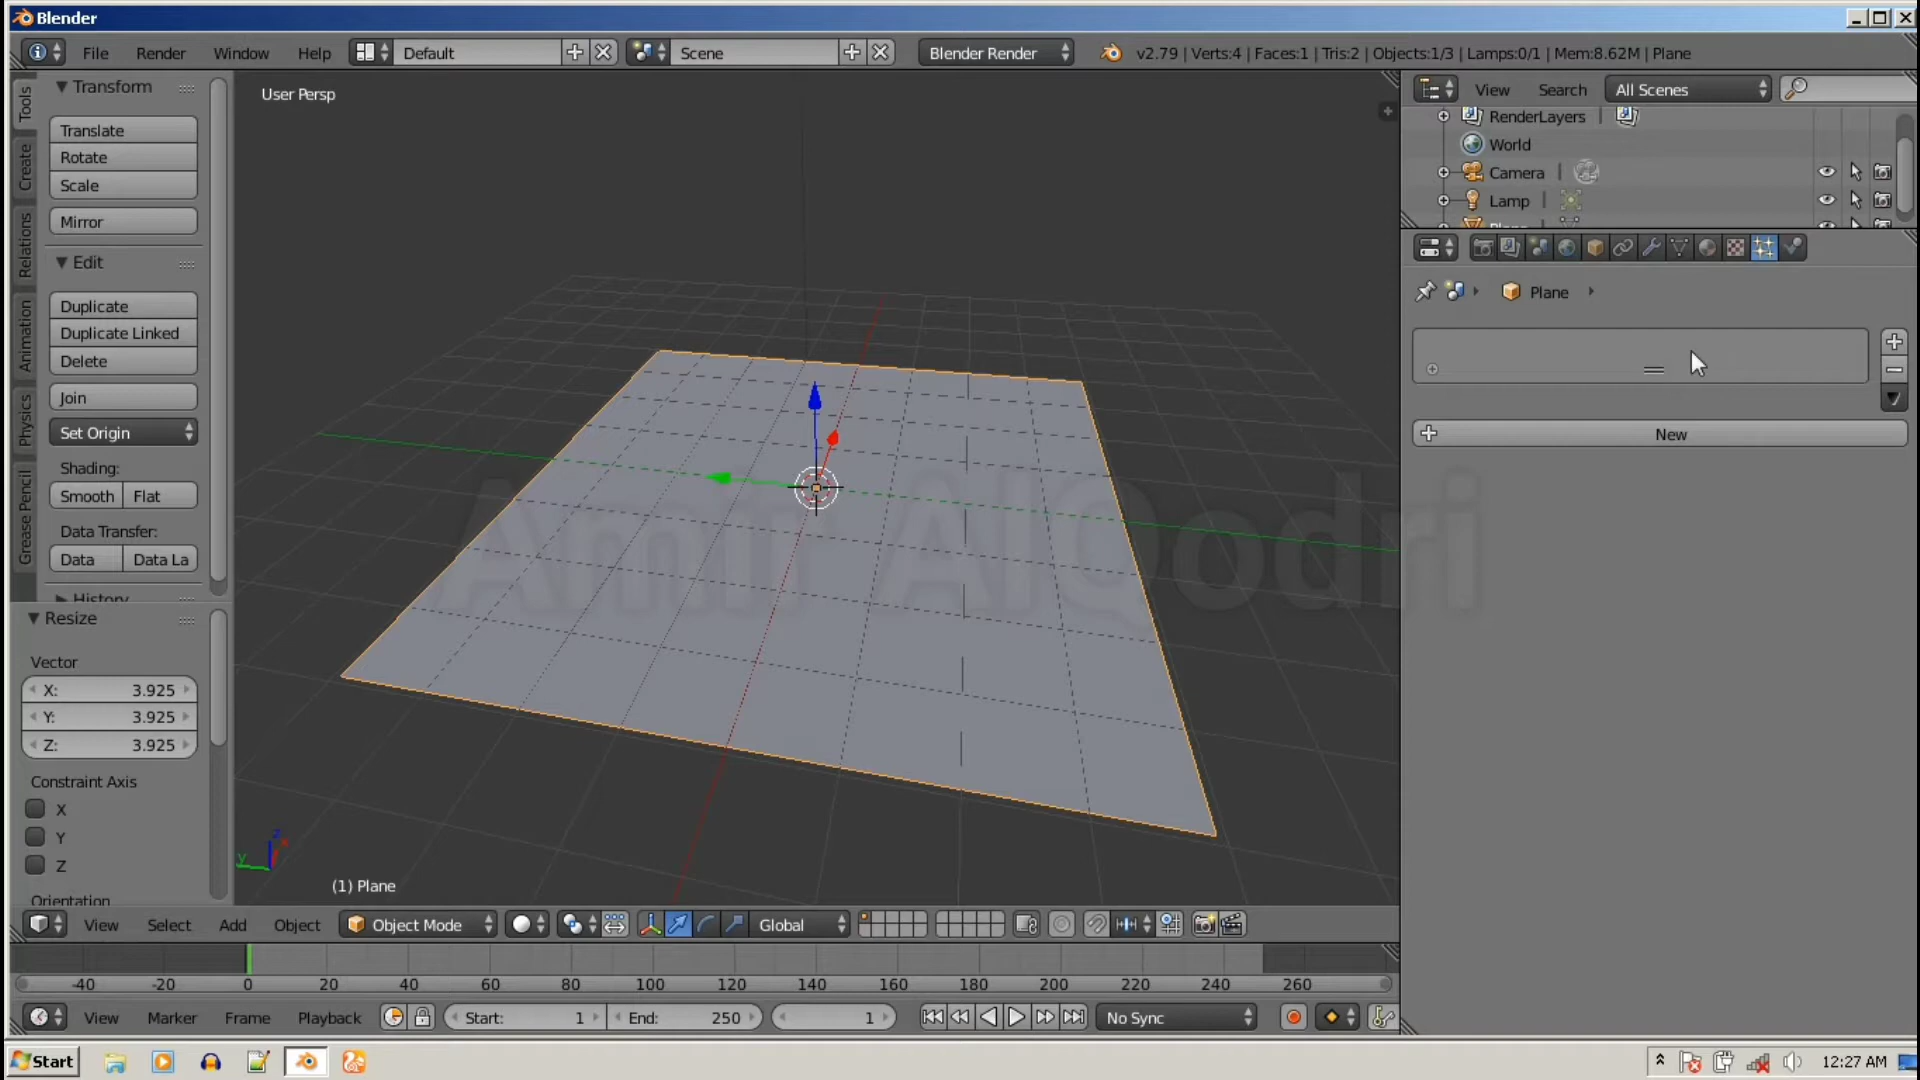 Blender
File Render Window Help Default Scene Blender Render v2.79 | Verts:4 | Faces:1 | Tris:2 | Objects:1/3 | Lamps:0/1 | Mem:8.62M | Plane
Tools
Create
Relations
Animation
Physics
Grease Pencil
Transform
Translate
Rotate
Scale
Mirror
Edit
Duplicate
Duplicate Linked
Delete
Join
Set Origin
Shading:
Smooth Flat
Data Transfer:
Data Data La
History
Resize
Vector
X: 3.925
Y: 3.925
Z: 3.925
Constraint Axis
X
Y
Z
Orientation
User Persp
Amir AlQodri
(1) Plane
View Select Add Object Object Mode Global
-40 -20 0 20 40 60 80 100 120 140 160 180 200 220 240 260
View Marker Frame Playback Start: 1 End: 250 1 No Sync
View Search All Scenes
RenderLayers
World
Camera
Lamp
Plane
Plane
New
Start 12:27 AM